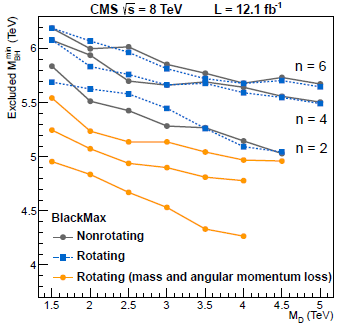 CMS √s = 8 TeV L = 12.1 fb⁻¹
Excluded M_BH^min (TeV)
6
5.5
5
4.5
4
n = 6
n = 4
n = 2
BlackMax
Nonrotating
Rotating
Rotating (mass and angular momentum loss)
1.5 2 2.5 3 3.5 4 4.5 5
M_D (TeV)